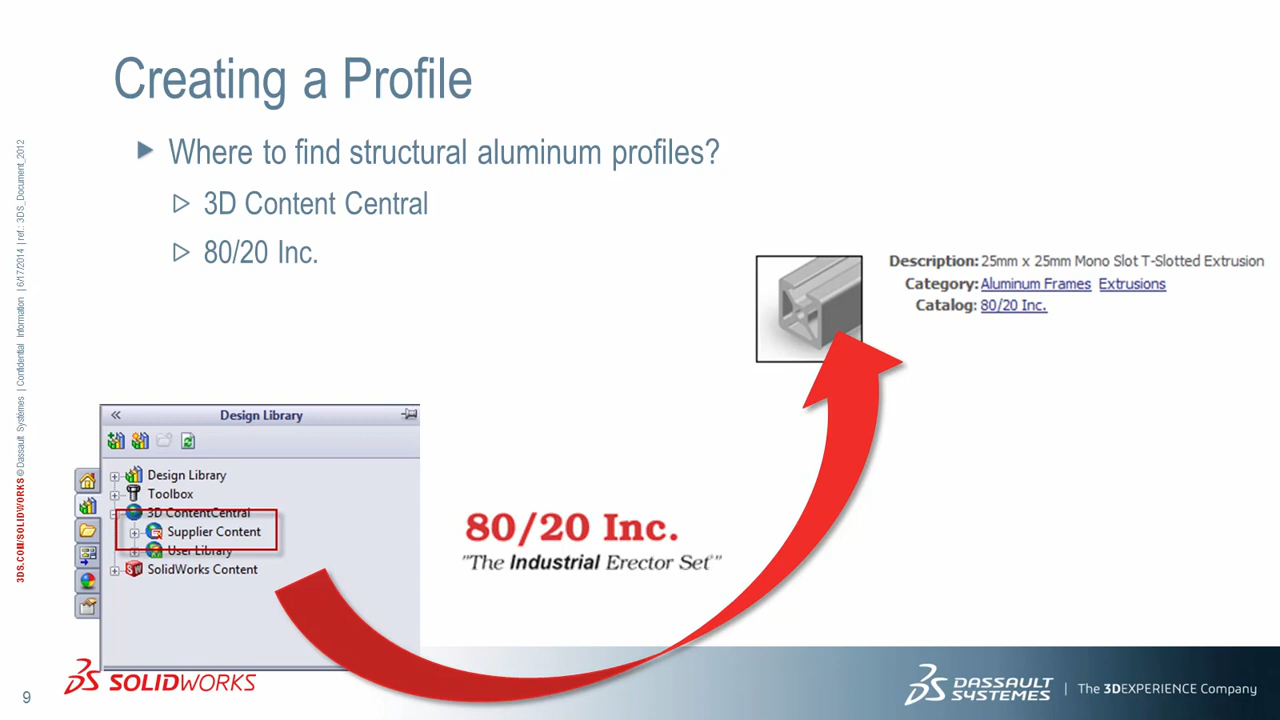 Creating a Profile
Where to find structural aluminum profiles?
3D Content Central
80/20 Inc.
Description: 25mm x 25mm Mono Slot T-Slotted Extrusion
Category: Aluminum Frames Extrusions
Catalog: 80/20 Inc.
Design Library
Design Library
Toolbox
3D ContentCentral
Supplier Content
User Library
SolidWorks Content
80/20 Inc.
"The Industrial Erector Set®"
3DS.COM/SOLIDWORKS © Dassault Systèmes | Confidential Information | 6/17/2014 | ref.: 3DS_Document_2012
9
SOLIDWORKS
DASSAULT SYSTEMES | The 3DEXPERIENCE Company